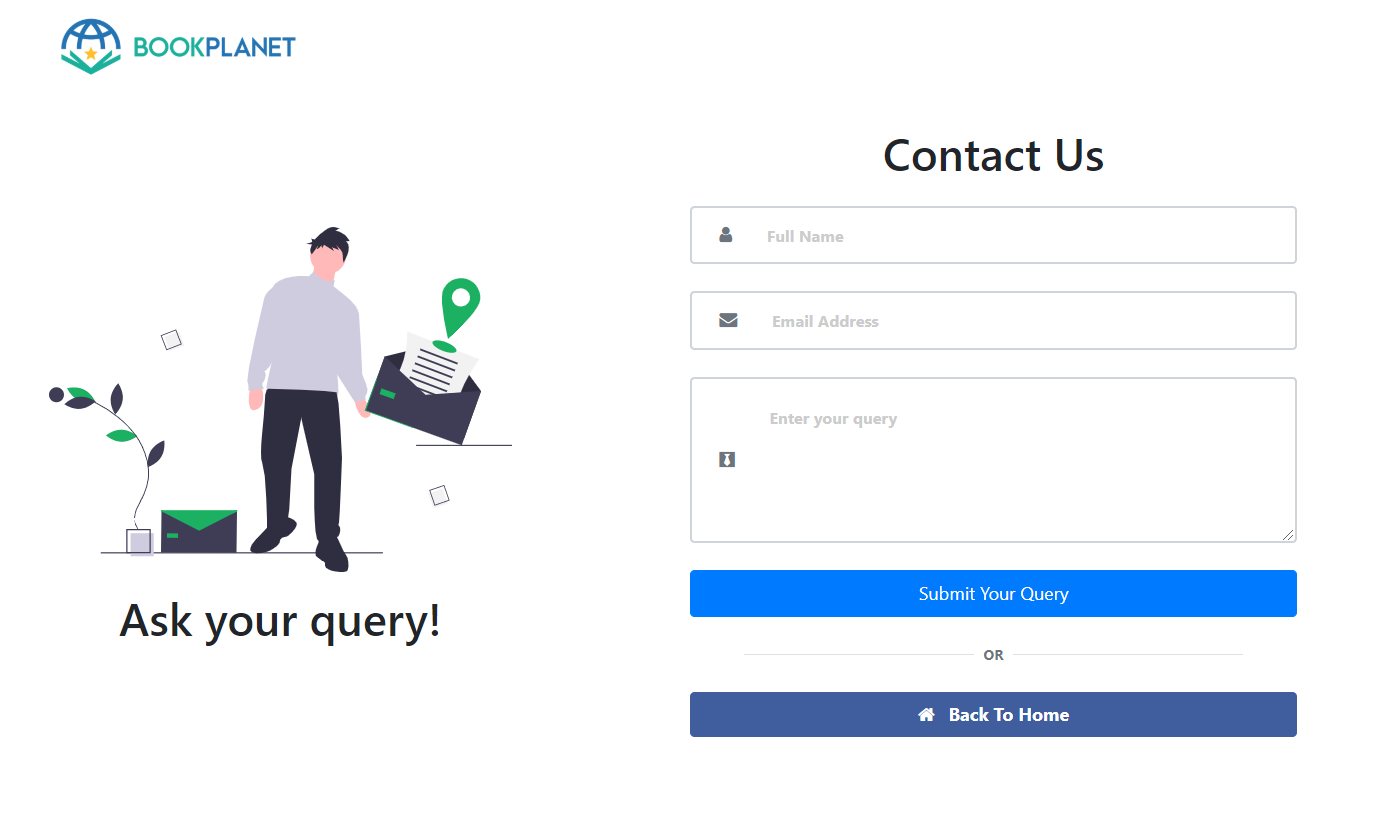 BOOKPLANET
Contact Us
Full Name
Email Address
Enter your query
Submit Your Query
OR
Back To Home
Ask your query!